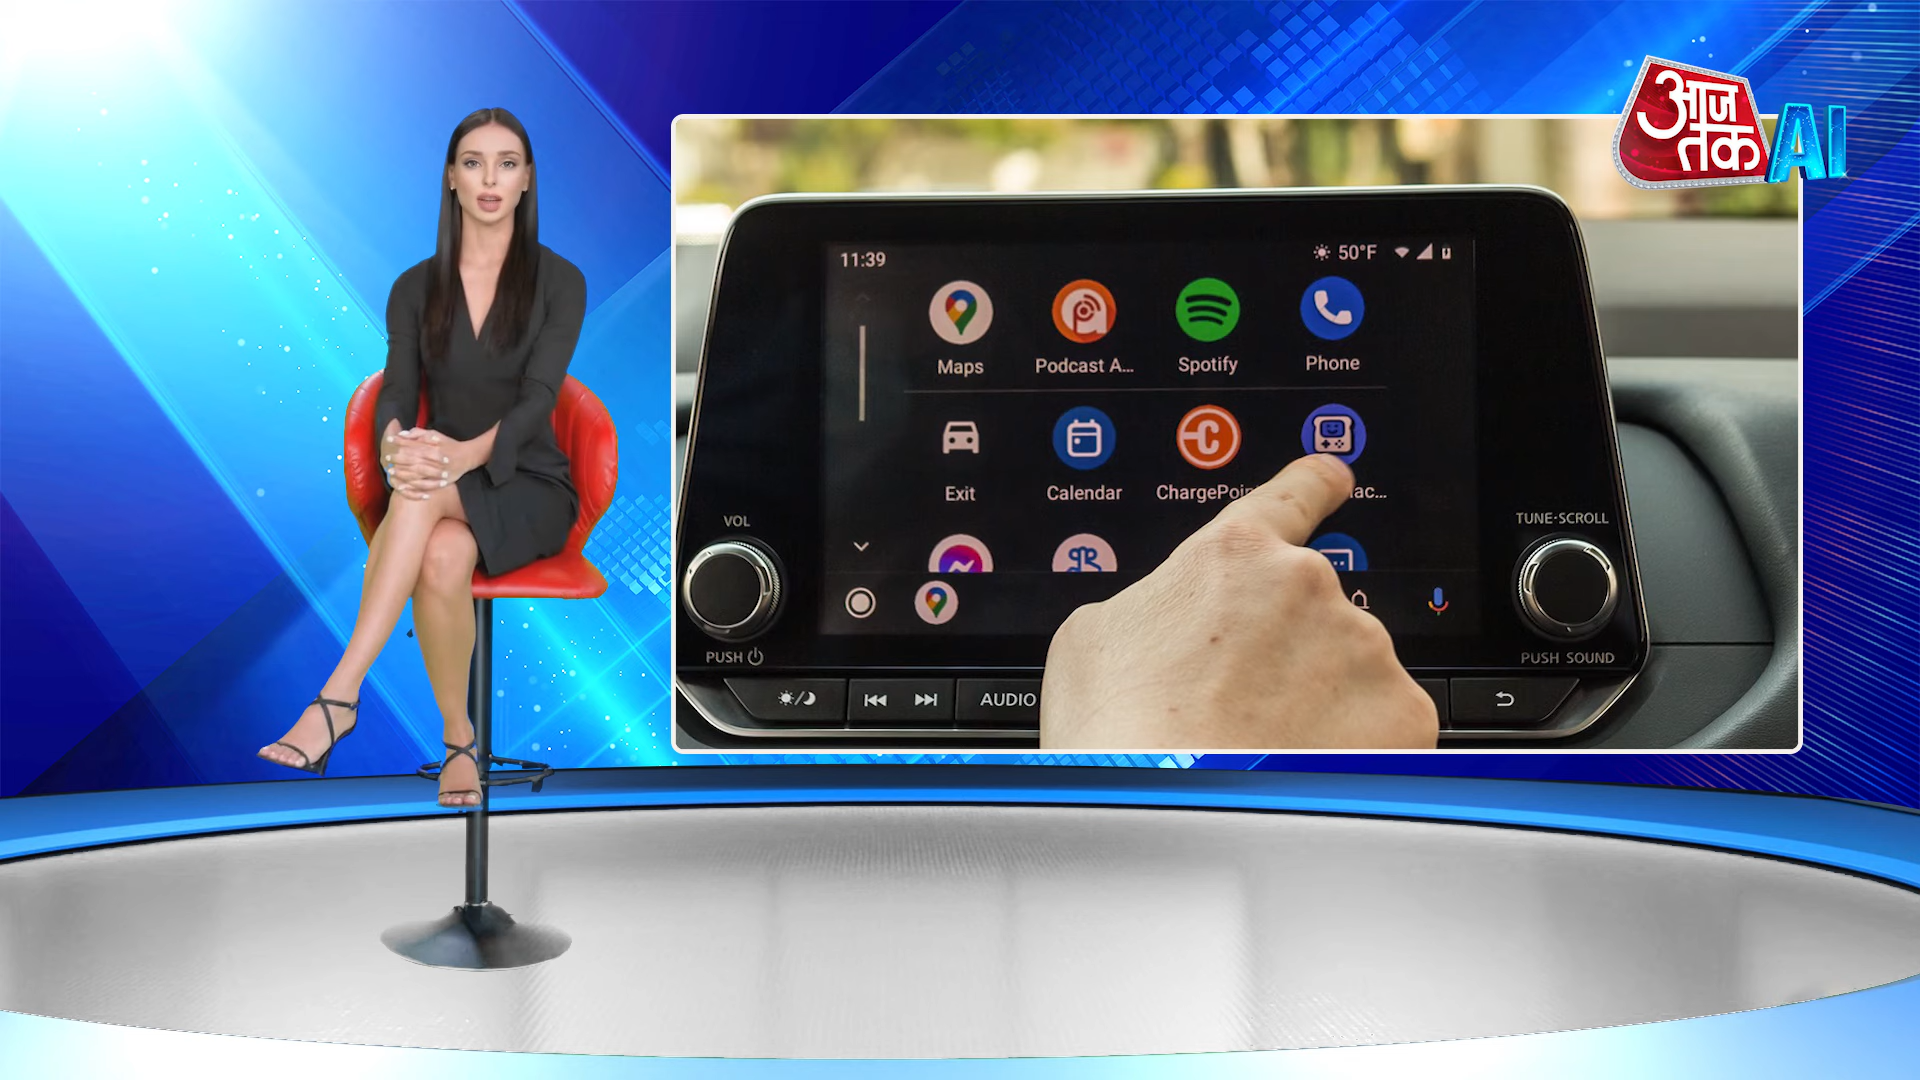 आज
तक AI
11:39
50°F
Maps
Podcast A...
Spotify
Phone
Exit
Calendar
VOL
TUNE·SCROLL
PUSH
PUSH SOUND
AUDIO